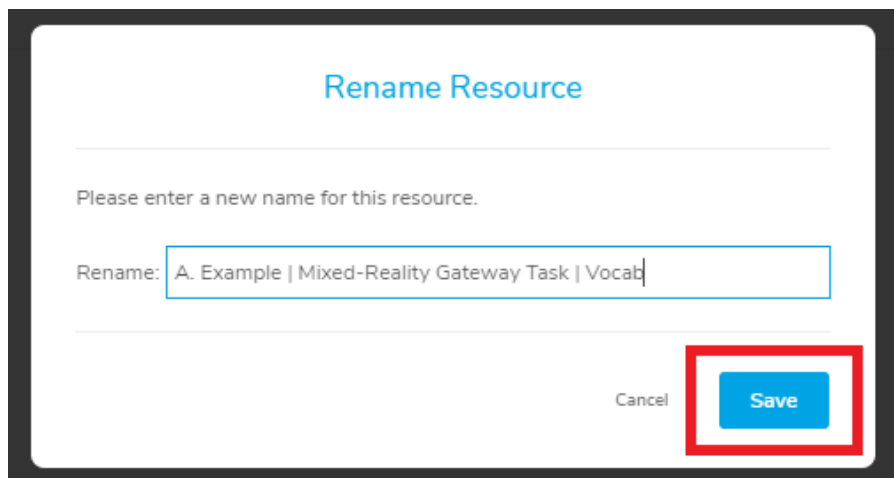 Rename Resource
Please enter a new name for this resource.
Rename: A. Example | Mixed-Reality Gateway Task | Vocab
Cancel Save